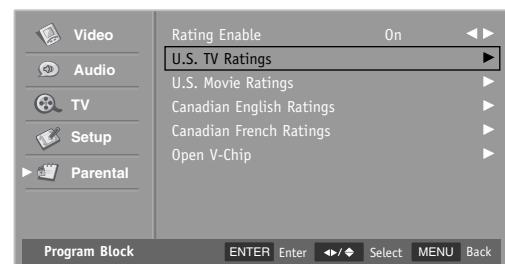 Video
Audio
TV
Setup
Parental
Rating Enable On
U.S. TV Ratings
U.S. Movie Ratings
Canadian English Ratings
Canadian French Ratings
Open V-Chip
Program Block ENTER Enter / Select MENU Back